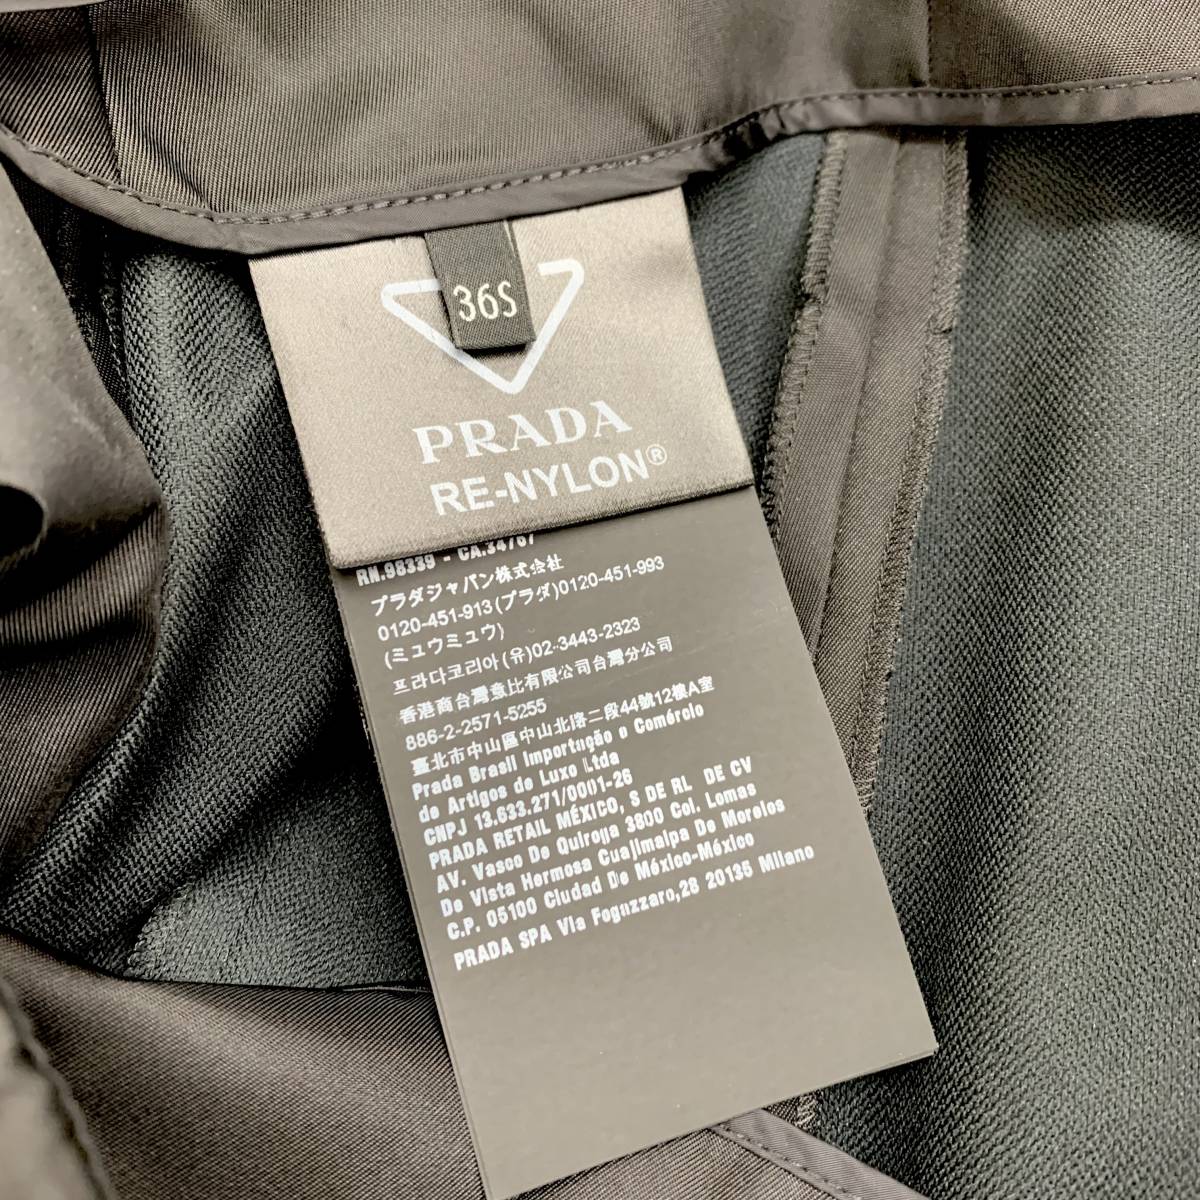 36S
PRADA
RE-NYLON®
RN.98339 - CA.34767
プラダジャパン株式会社
0120-451-913(プラダ)0120-451-993
(ミュウミュウ)
프라다코리아(유)02-3443-2323
香港商台灣意比有限公司台灣分公司
886-2-2571-5255
臺北市中山區中山北路二段44號12樓A室
Prada Brasil Importação e Comércio
de Artigos de Luxo Ltda
CNPJ 13.633.271/0001-26
PRADA RETAIL MÉXICO, S DE RL DE CV
AV. Vasco De Quiroga 3800 Col. Lomas
De Vista Hermosa Cuajimalpa De Morelos
C.P. 05100 Ciudad De México-México
PRADA SPA Via Fogazzaro,28 20135 Milano